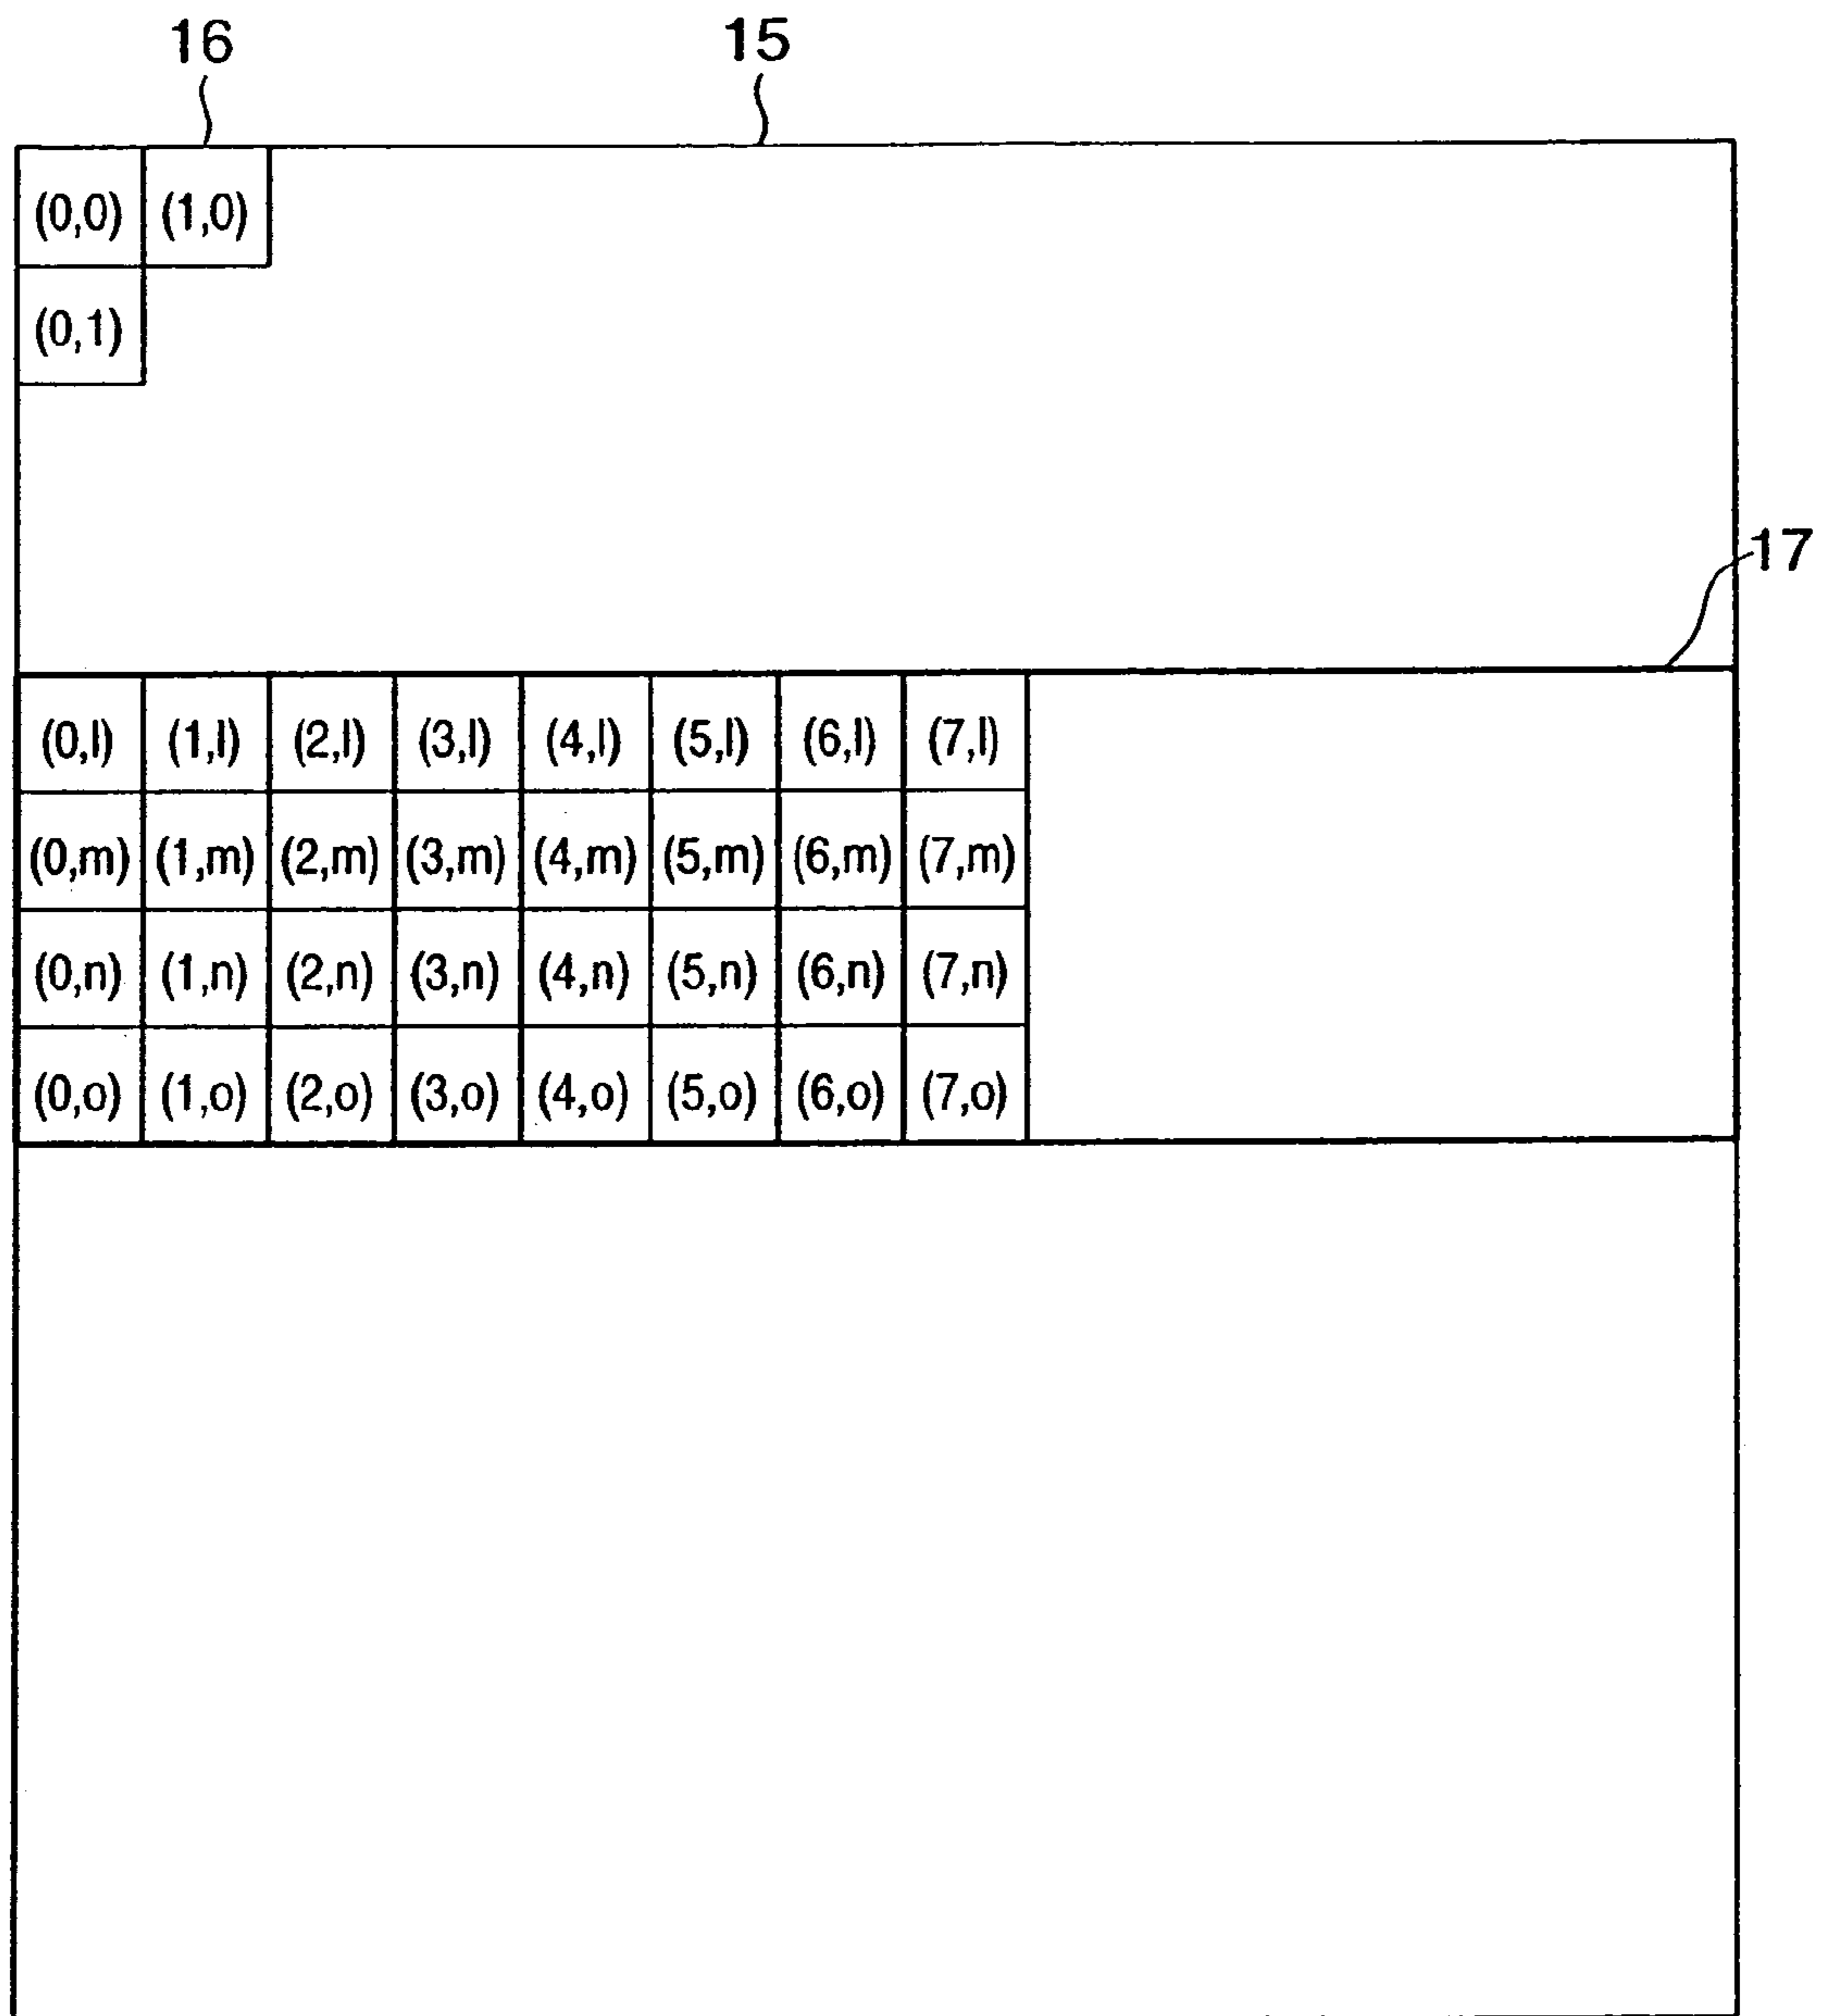 16 15
(0,0) (1,0)
(0,1)
17
(0,l) (1,l) (2,l) (3,l) (4,l) (5,l) (6,l) (7,l)
(0,m) (1,m) (2,m) (3,m) (4,m) (5,m) (6,m) (7,m)
(0,n) (1,n) (2,n) (3,n) (4,n) (5,n) (6,n) (7,n)
(0,o) (1,o) (2,o) (3,o) (4,o) (5,o) (6,o) (7,o)